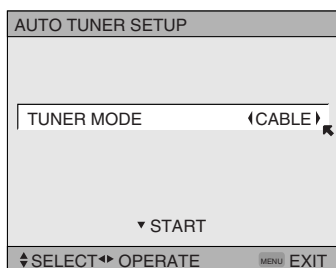 AUTO TUNER SETUP
TUNER MODE CABLE
START
SELECT OPERATE MENU EXIT